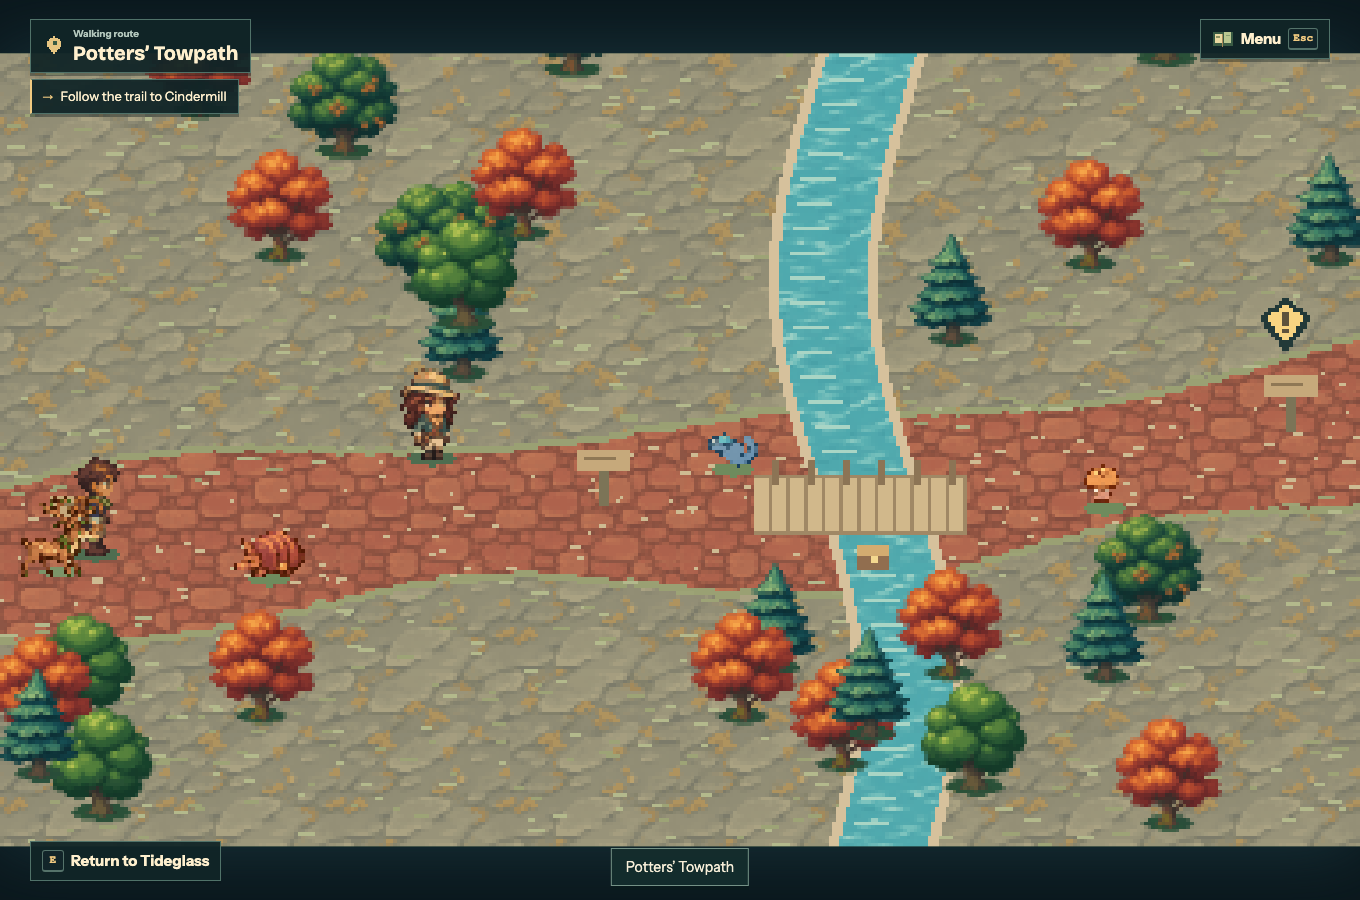 Walking route
Potters' Towpath
→ Follow the trail to Cindermill
Menu Esc
!
E Return to Tideglass
Potters' Towpath